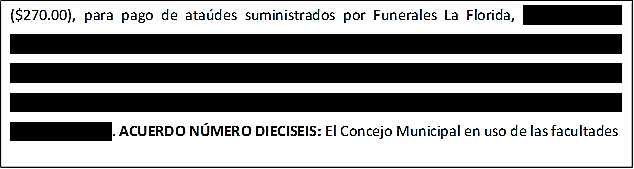 ($270.00), para pago de ataúdes suministrados por Funerales La Florida,
. ACUERDO NÚMERO DIECISEIS: El Concejo Municipal en uso de las facultades